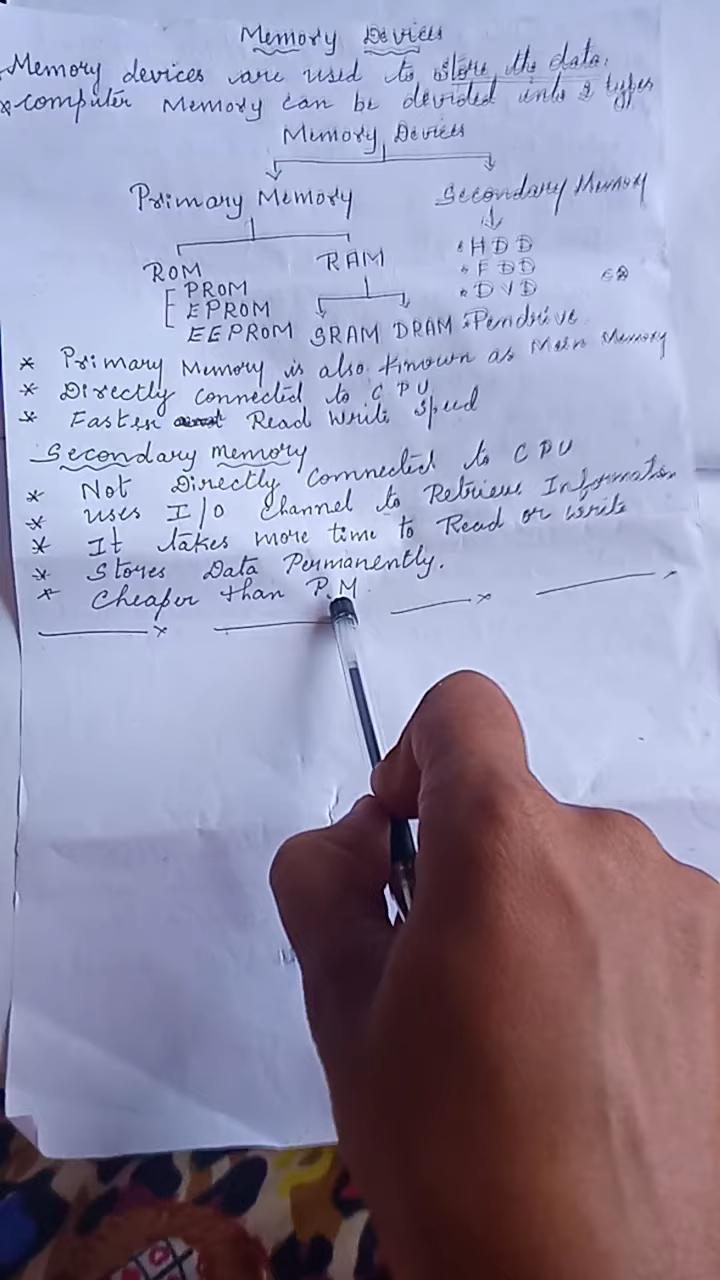 Memory Devices
Memory devices are used to store the data.
* computer Memory can be devided into 2 types
Memory Devices
Primary Memory Secondary Memory
ROM RAM • HDD
PROM • FDD
EPROM • DVD
EEPROM SRAM DRAM • Pendrive
* Primary Memory is also known as Main Memory
* Directly connected to CPU
* Faster Read Write Speed
Secondary memory
* Not Directly Connected to CPU
* Uses I/O Channel to Retrieve Information
* It takes more time to Read or write
* Stores Data Permanently.
* Cheaper than P.M.